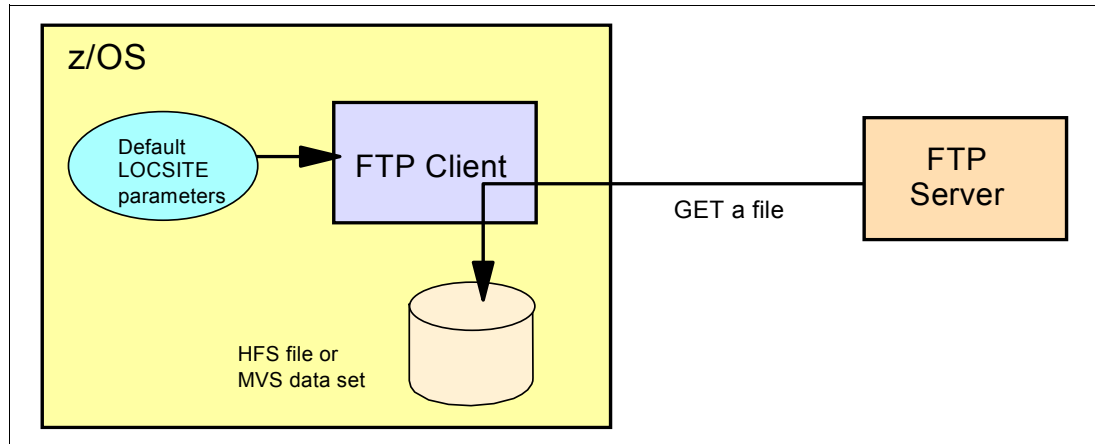 z/OS
Default
LOCSITE
parameters
FTP Client
FTP
Server
GET a file
HFS file or
MVS data set